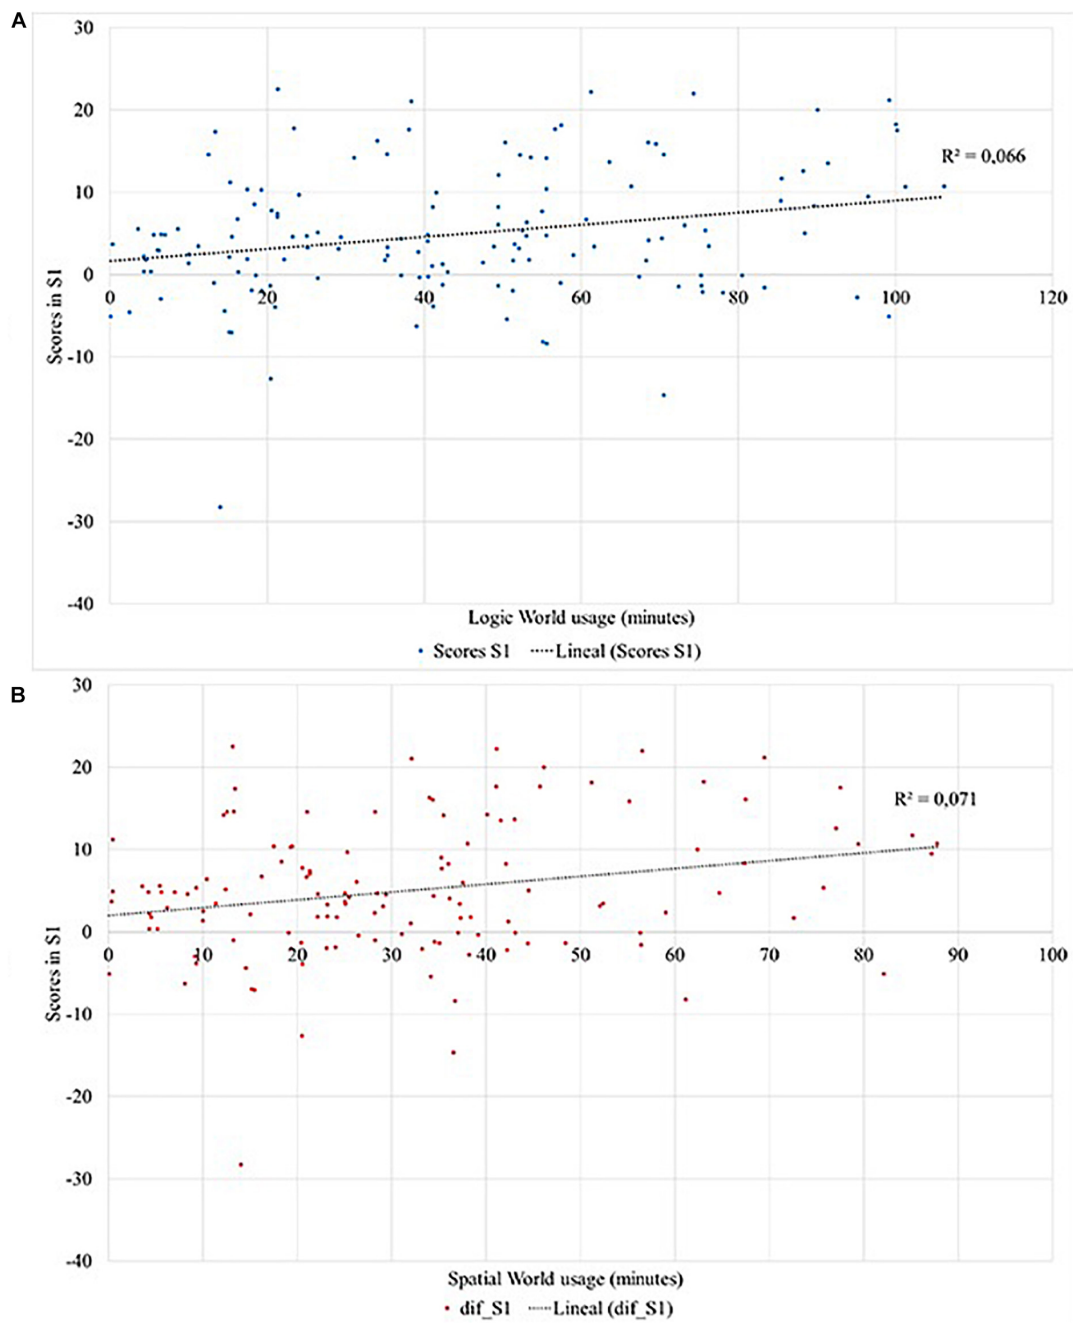 A
30
20
10
0
-10
-20
-30
-40
Scores in S1
R² = 0,066
0 20 40 60 80 100 120
Logic World usage (minutes)
Scores S1 Lineal (Scores S1)
B
30
20
10
0
-10
-20
-30
-40
Scores in S1
R² = 0,071
0 10 20 30 40 50 60 70 80 90 100
Spatial World usage (minutes)
dif_S1 Lineal (dif_S1)